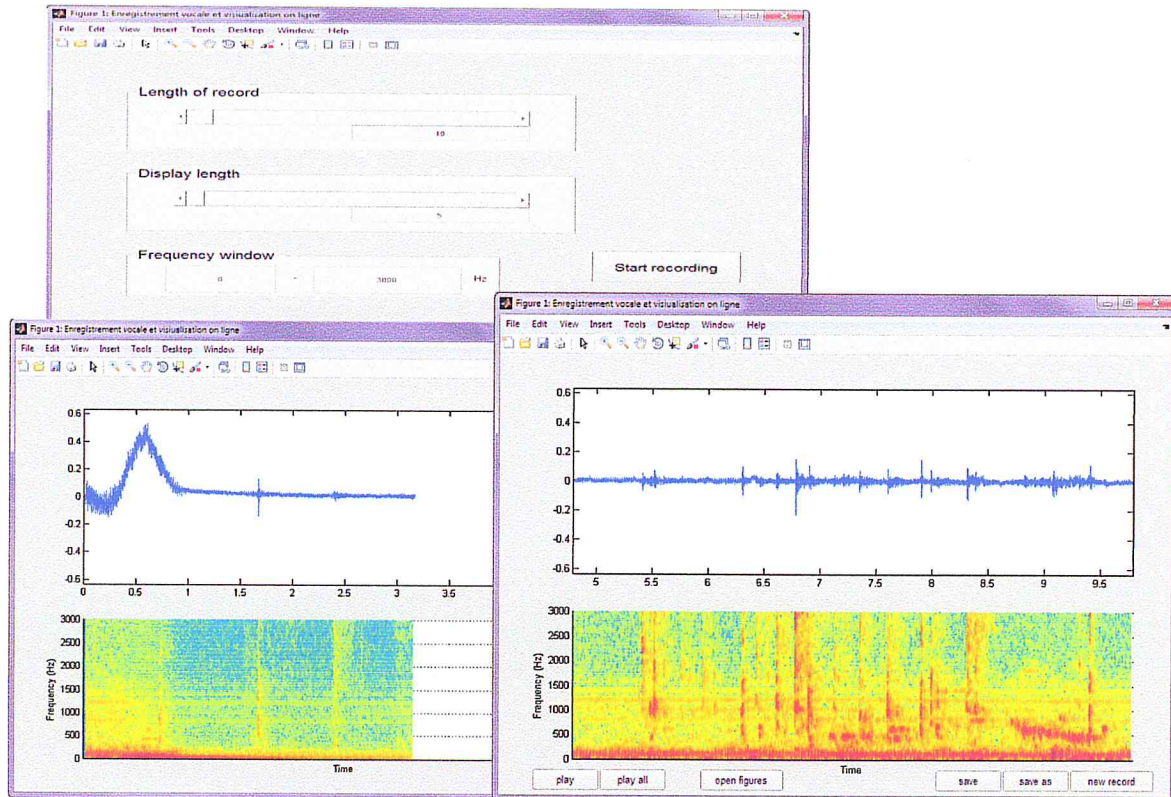 Figure 1: Enregistrement vocale et visiualization on ligne
File Edit View Insert Tools Desktop Window Help
Length of record
10
Display length
5
Frequency window
0 - 3000 Hz
Start recording
Figure 1: Enregistrement vocale et visiualization on ligne
File Edit View Insert Tools Desktop Window Help
0.6
0.4
0.2
0
-0.2
-0.4
-0.6
0 0.5 1 1.5 2 2.5 3 3.5
3000
2500
2000
1500
1000
500
0
Frequency (Hz)
Time
Figure 1: Enregistrement vocale et visiualization on ligne
File Edit View Insert Tools Desktop Window Help
0.6
0.4
0.2
0
-0.2
-0.4
-0.6
5 5.5 6 6.5 7 7.5 8 8.5 9 9.5
3000
2500
2000
1500
1000
500
0
Frequency (Hz)
Time
play play all open figures save save as new record